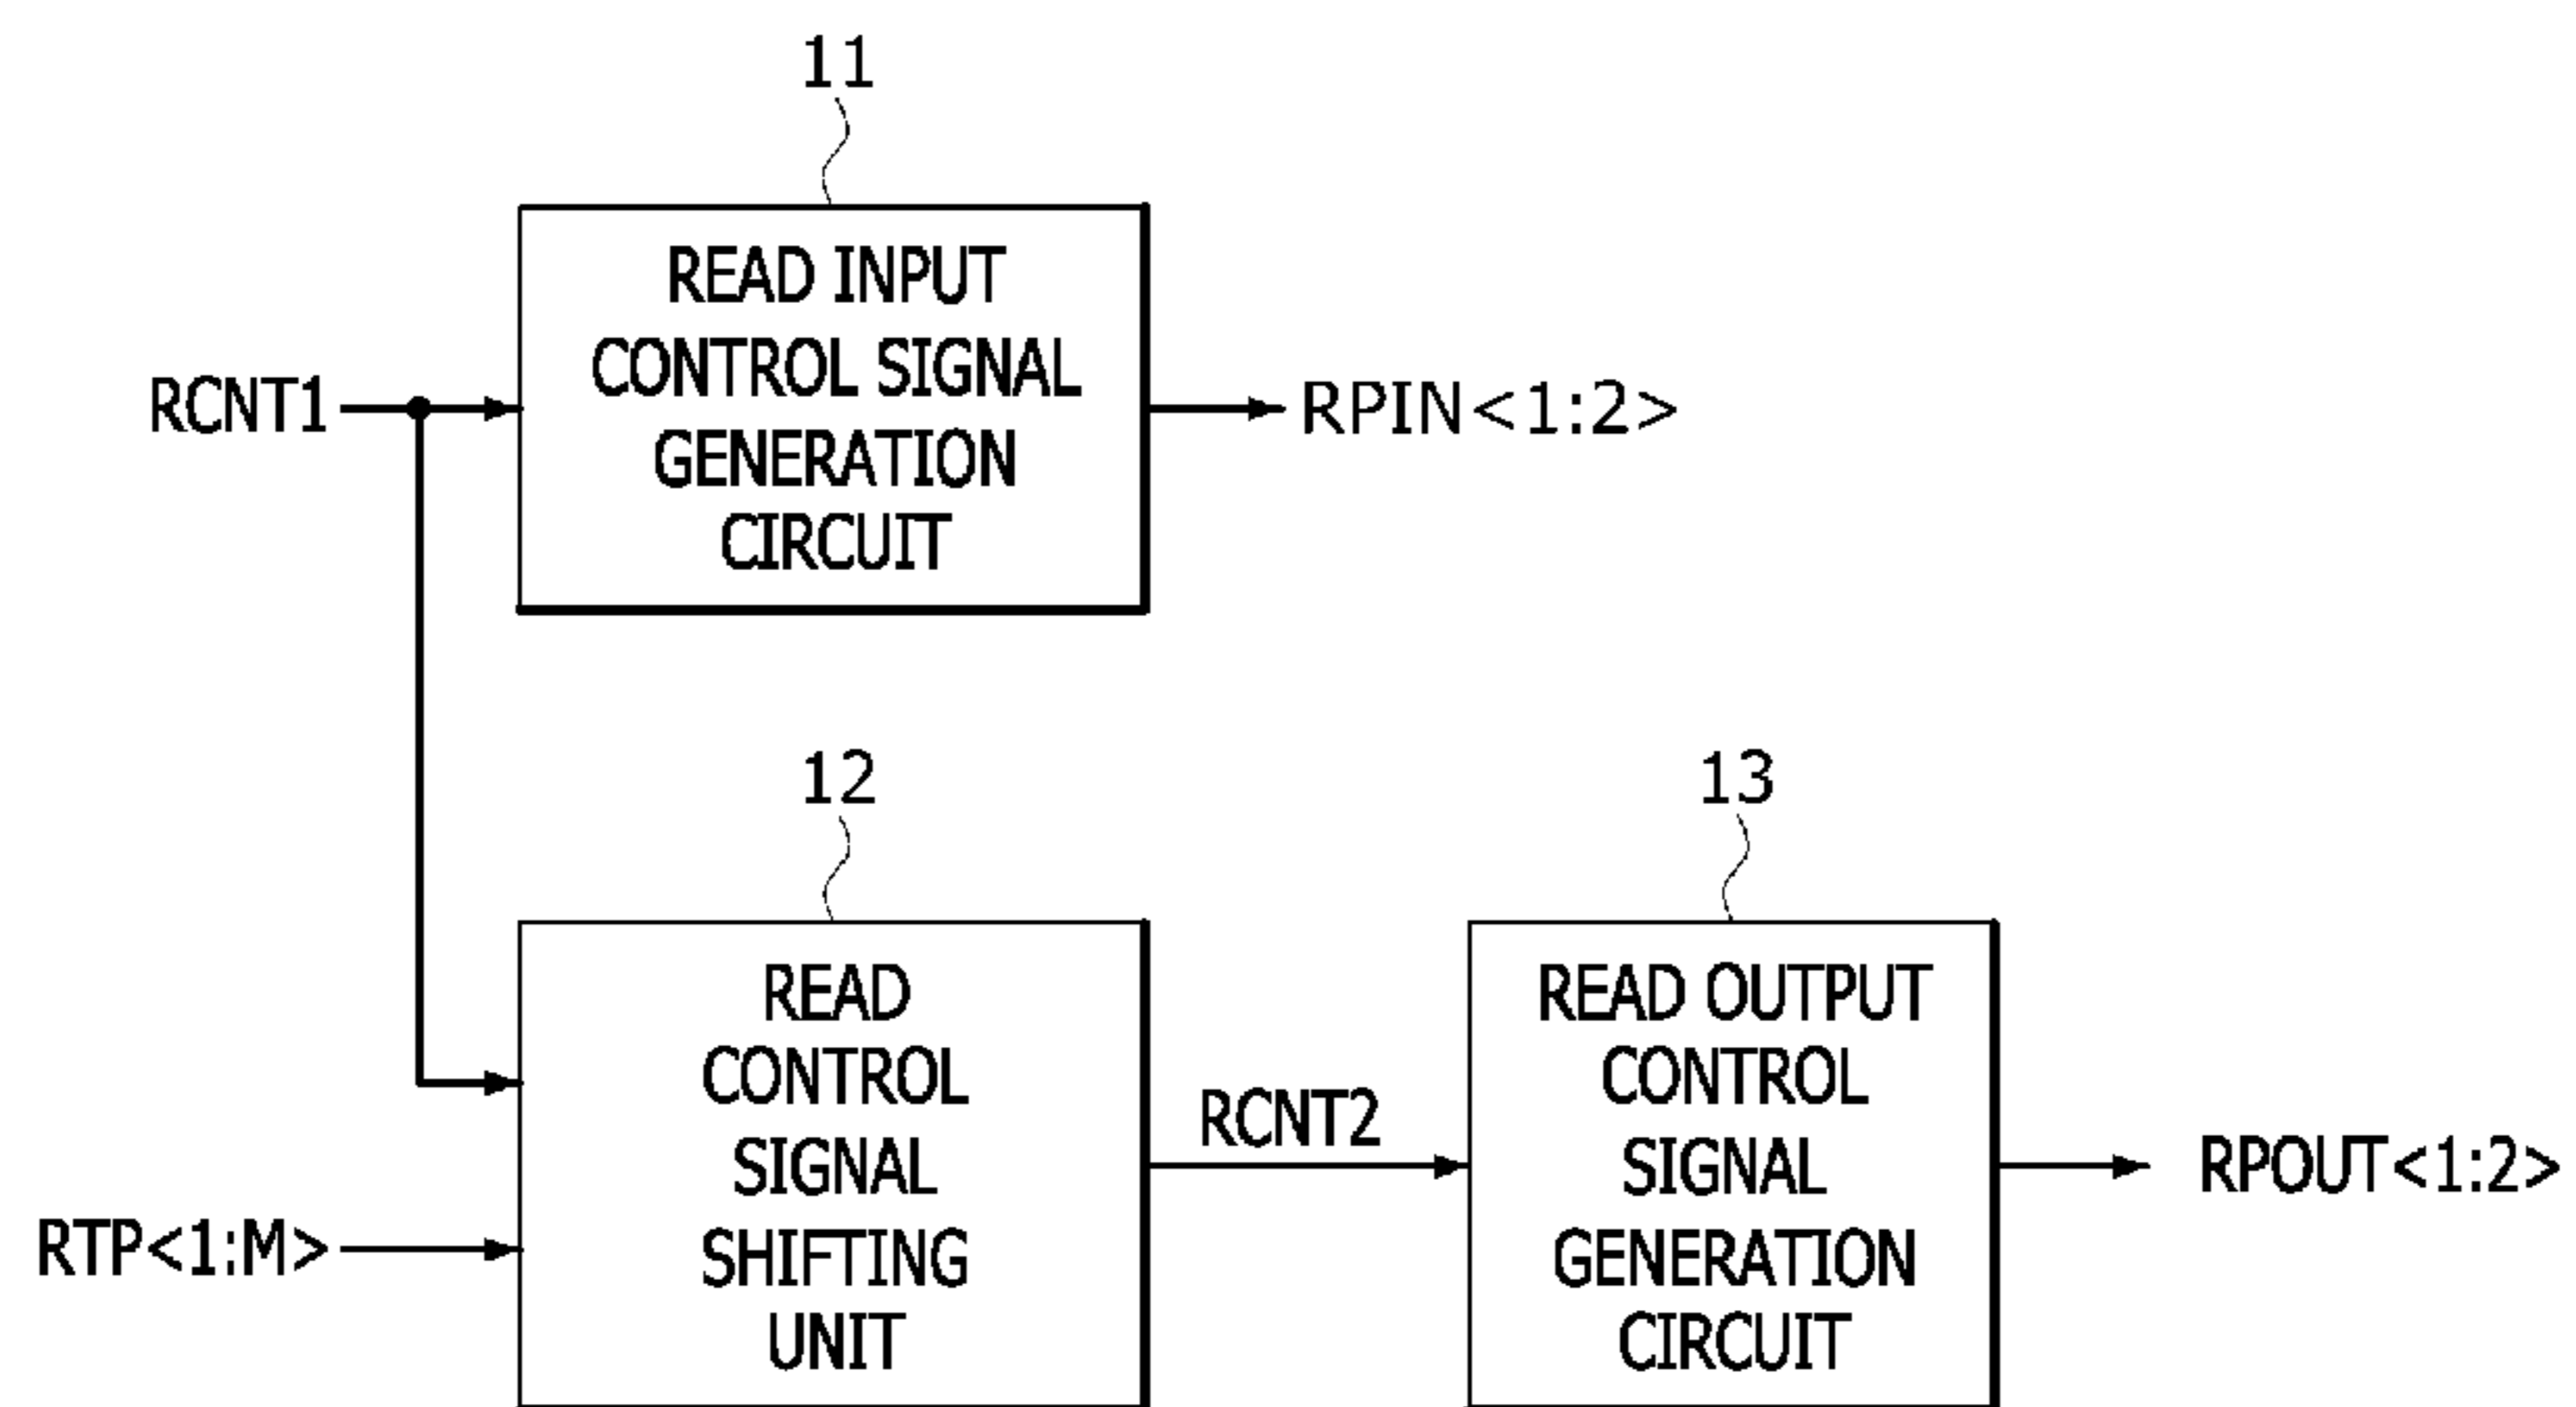 11
READ INPUT
CONTROL SIGNAL
GENERATION
CIRCUIT
RCNT1
RPIN<1:2>
12
READ
CONTROL
SIGNAL
SHIFTING
UNIT
RTP<1:M>
RCNT2
13
READ OUTPUT
CONTROL
SIGNAL
GENERATION
CIRCUIT
RPOUT<1:2>